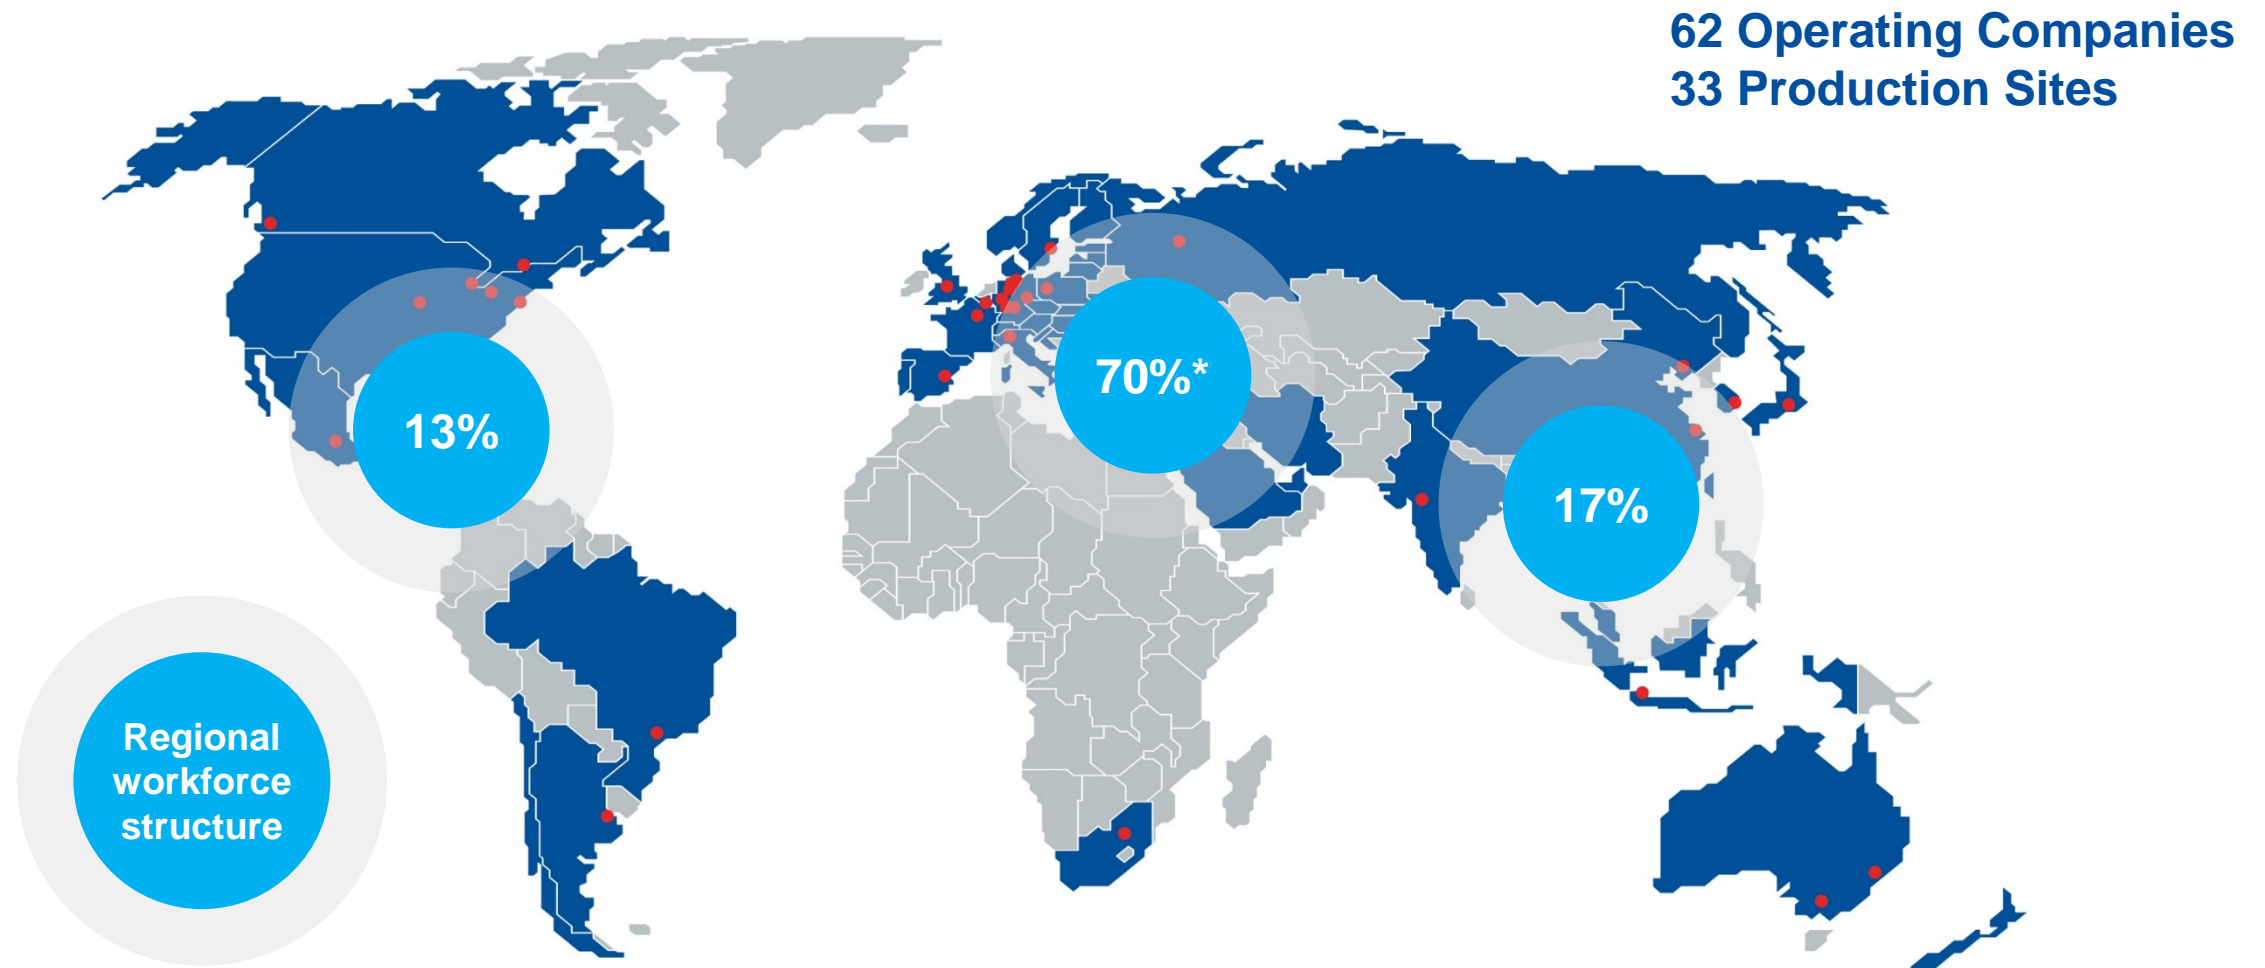 62 Operating Companies
33 Production Sites
70%*
13%
17%
Regional
workforce
structure